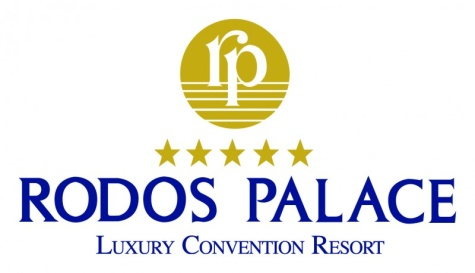 rp
RODOS PALACE
LUXURY CONVENTION RESORT